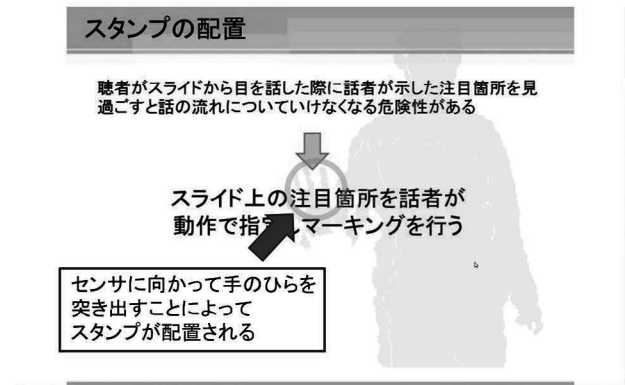 スタンプの配置
聴者がスライドから目を話した際に話者が示した注目箇所を見
過ごすと話の流れについていけなくなる危険性がある
スライド上の注目箇所を話者が
動作で指定しマーキングを行う
センサに向かって手のひらを
突き出すことによって
スタンプが配置される